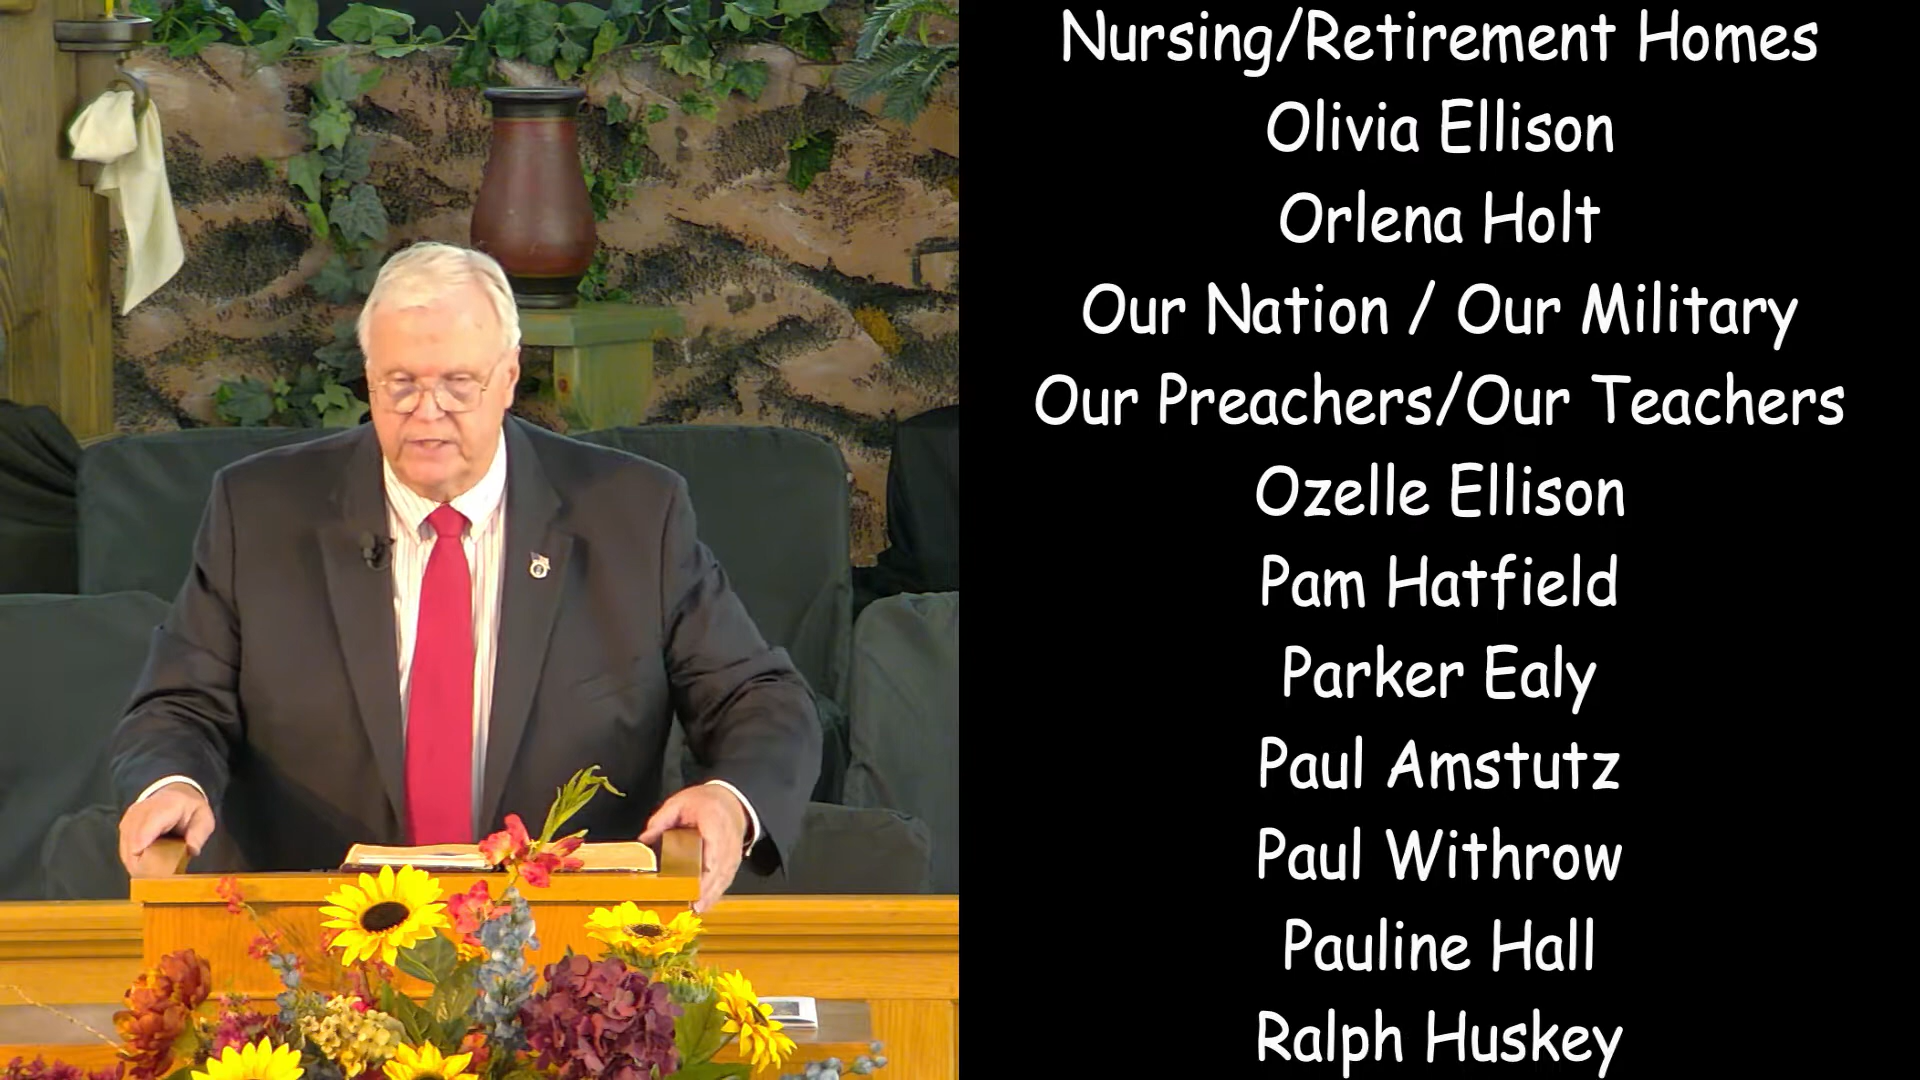 Nursing/Retirement Homes
Olivia Ellison
Orlena Holt
Our Nation / Our Military
Our Preachers/Our Teachers
Ozelle Ellison
Pam Hatfield
Parker Ealy
Paul Amstutz
Paul Withrow
Pauline Hall
Ralph Huskey